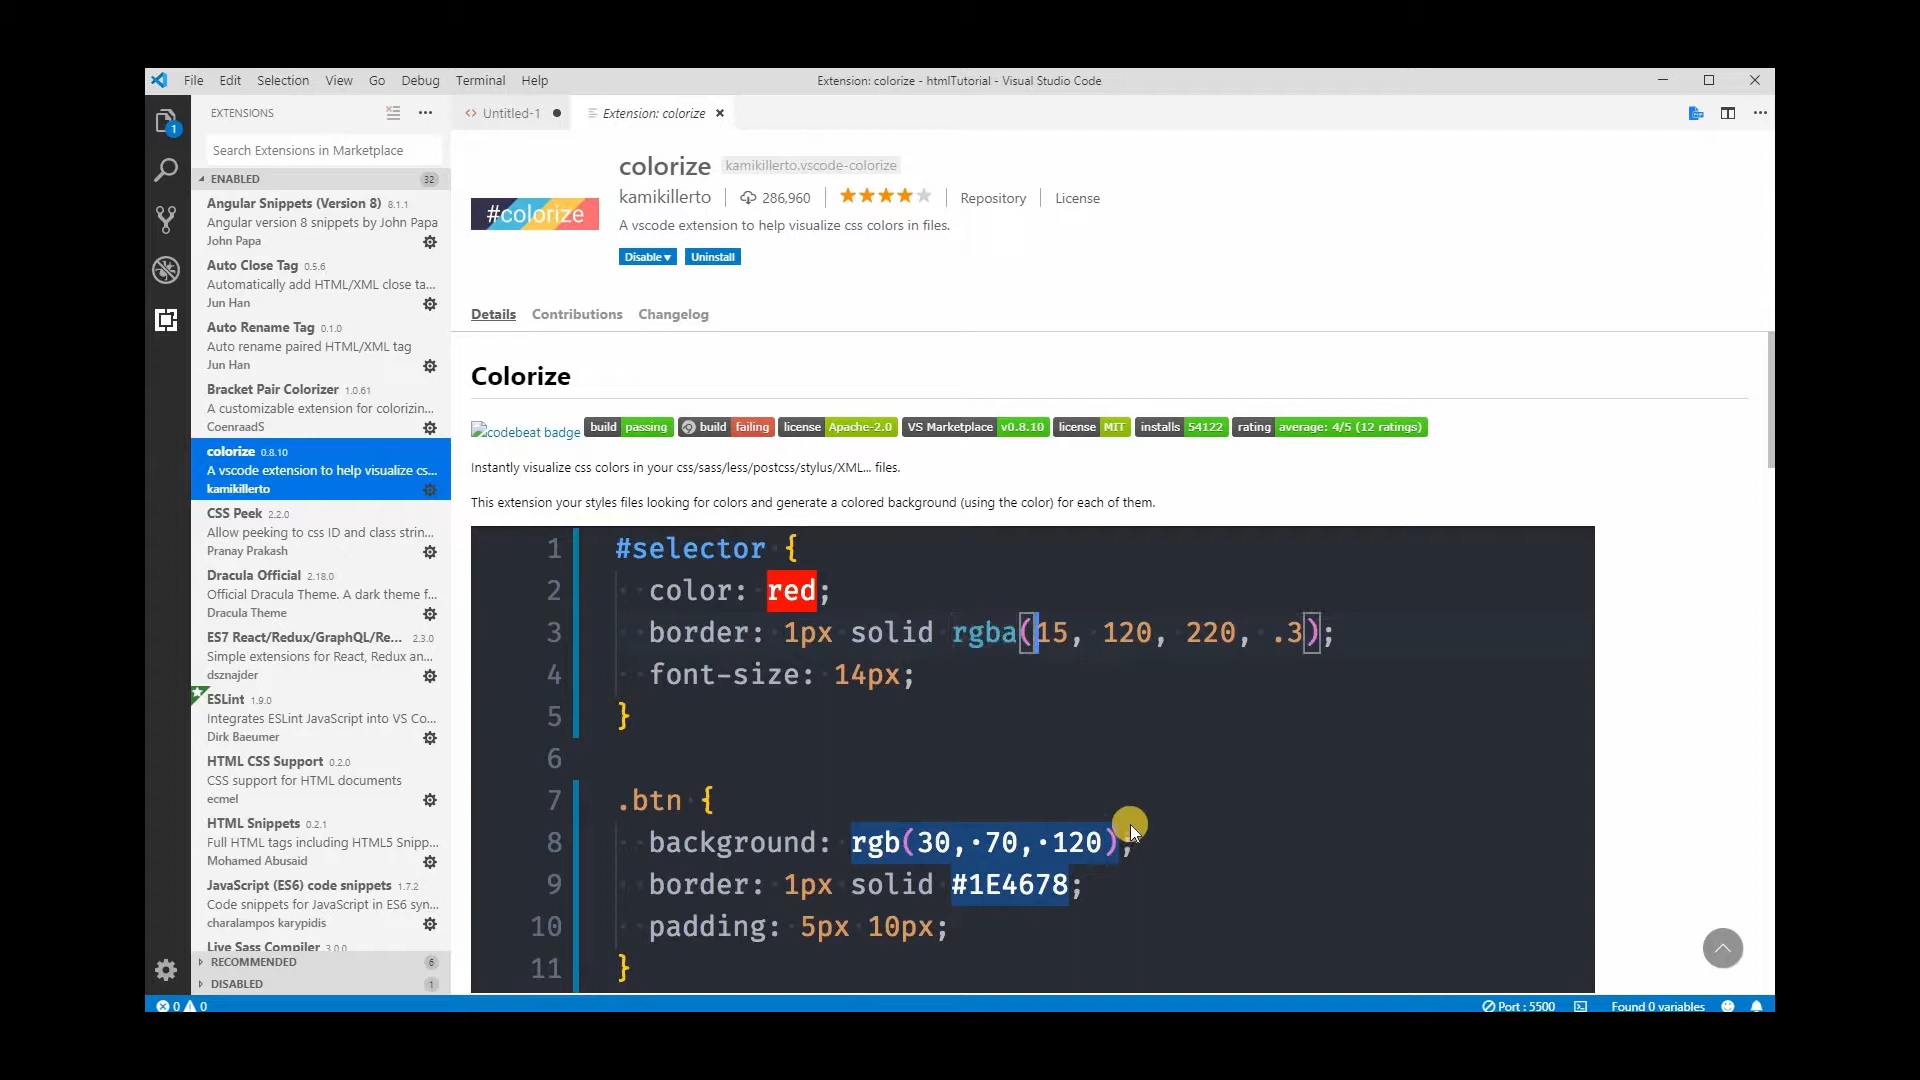 File Edit Selection View Go Debug Terminal Help
Extension: colorize - htmlTutorial - Visual Studio Code
EXTENSIONS
Search Extensions in Marketplace
ENABLED 32
Angular Snippets (Version 8) 8.1.1
Angular version 8 snippets by John Papa
John Papa
Auto Close Tag 0.5.6
Automatically add HTML/XML close ta...
Jun Han
Auto Rename Tag 0.1.0
Auto rename paired HTML/XML tag
Jun Han
Bracket Pair Colorizer 1.0.61
A customizable extension for colorizin...
CoenraadS
colorize 0.8.10
A vscode extension to help visualize cs...
kamikillerto
CSS Peek 2.2.0
Allow peeking to css ID and class strin...
Pranay Prakash
Dracula Official 2.18.0
Official Dracula Theme. A dark theme f...
Dracula Theme
ES7 React/Redux/GraphQL/Re... 2.3.0
Simple extensions for React, Redux an...
dsznajder
ESLint 1.9.0
Integrates ESLint JavaScript into VS Co...
Dirk Baeumer
HTML CSS Support 0.2.0
CSS support for HTML documents
ecmel
HTML Snippets 0.2.1
Full HTML tags including HTML5 Snipp...
Mohamed Abusaid
JavaScript (ES6) code snippets 1.7.2
Code snippets for JavaScript in ES6 syn...
charalampos karypidis
Live Sass Compiler 3.0.0
RECOMMENDED 6
DISABLED 1
1
Untitled-1
Extension: colorize
#colorize
colorize kamikillerto.vscode-colorize
kamikillerto 286,960 Repository License
A vscode extension to help visualize css colors in files.
Disable Uninstall
Details Contributions Changelog
Colorize
codebeat badge build passing build failing license Apache-2.0 VS Marketplace v0.8.10 license MIT installs 54122 rating average: 4/5 (12 ratings)
Instantly visualize css colors in your css/sass/less/postcss/stylus/XML... files.
This extension your styles files looking for colors and generate a colored background (using the color) for each of them.
1 #selector {
2 color: red;
3 border: 1px solid rgba(15, 120, 220, .3);
4 font-size: 14px;
5 }
6
7 .btn {
8 background: rgb(30, 70, 120);
9 border: 1px solid #1E4678;
10 padding: 5px 10px;
11 }
0 0
Port : 5500 Found 0 variables